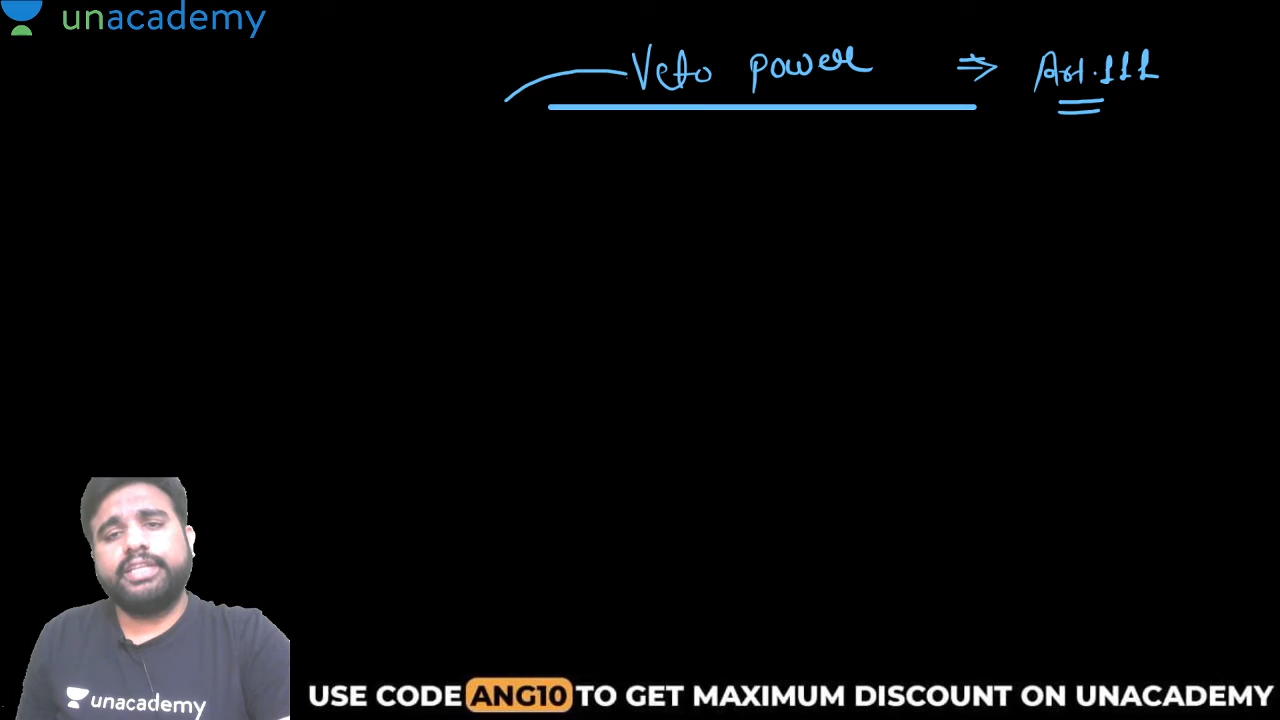 unacademy
Veto power ⇒ Art.111
unacademy
USE CODE ANG10 TO GET MAXIMUM DISCOUNT ON UNACADEMY